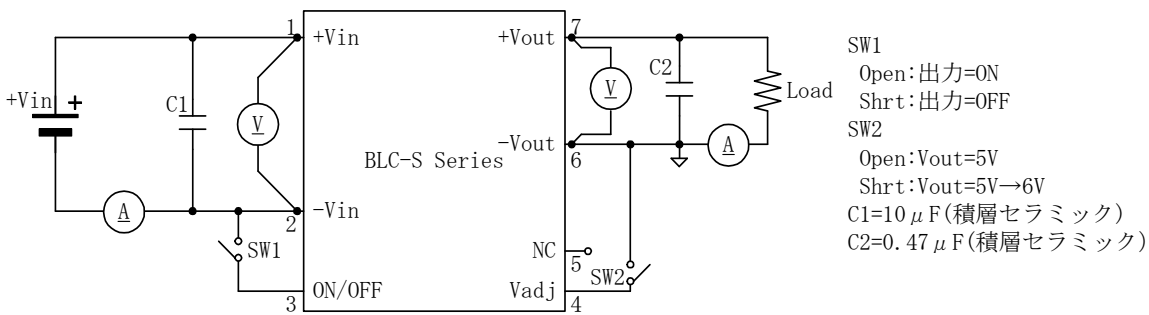 1
+Vin
+Vout
7
+Vin
+
C1
V
BLC-S Series
V
C2
Load
-Vout
6
A
A
-Vin
2
SW1
ON/OFF
3
NC
5
SW2
Vadj
4
SW1
Open:出力=ON
Shrt:出力=OFF
SW2
Open:Vout=5V
Shrt:Vout=5V→6V
C1=10μF(積層セラミック)
C2=0.47μF(積層セラミック)